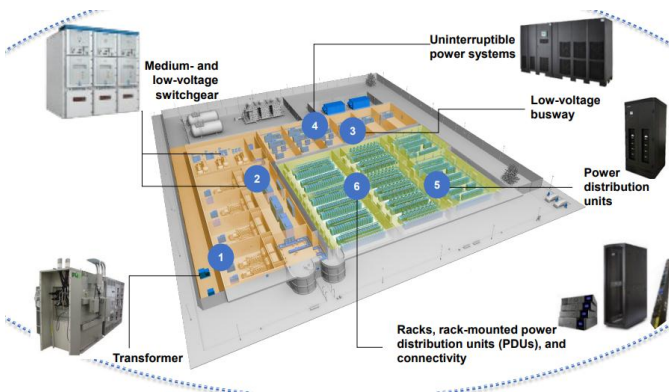 Medium- and
low-voltage
switchgear
Uninterruptible
power systems
Low-voltage
busway
4
3
2
6
5
Power
distribution
units
1
Transformer
Racks, rack-mounted power
distribution units (PDUs), and
connectivity